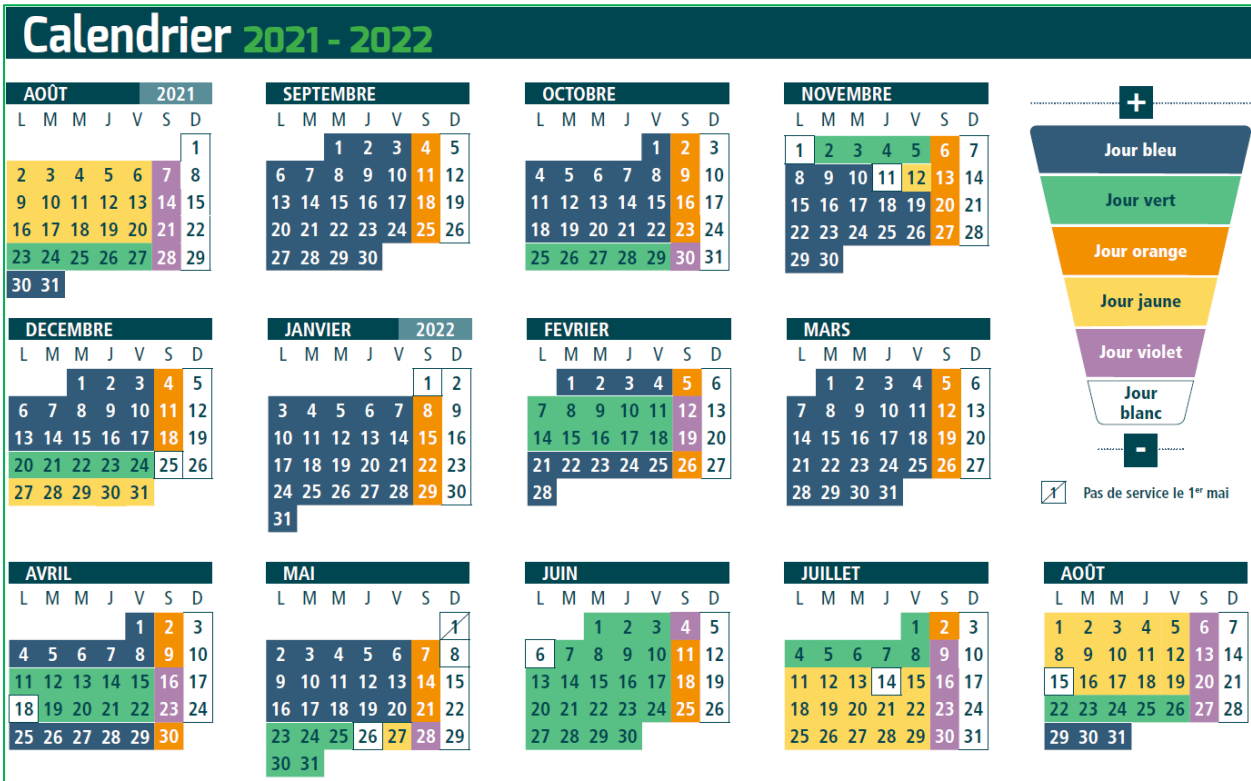 Calendrier 2021 - 2022
AOÛT 2021
L M M J V S D
1
2 3 4 5 6 7 8
9 10 11 12 13 14 15
16 17 18 19 20 21 22
23 24 25 26 27 28 29
30 31
SEPTEMBRE
L M M J V S D
1 2 3 4 5
6 7 8 9 10 11 12
13 14 15 16 17 18 19
20 21 22 23 24 25 26
27 28 29 30
OCTOBRE
L M M J V S D
1 2 3
4 5 6 7 8 9 10
11 12 13 14 15 16 17
18 19 20 21 22 23 24
25 26 27 28 29 30 31
NOVEMBRE
L M M J V S D
1 2 3 4 5 6 7
8 9 10 11 12 13 14
15 16 17 18 19 20 21
22 23 24 25 26 27 28
29 30
+
Jour bleu
Jour vert
Jour orange
Jour jaune
Jour violet
Jour
blanc
-
1 Pas de service le 1er mai
DECEMBRE
L M M J V S D
1 2 3 4 5
6 7 8 9 10 11 12
13 14 15 16 17 18 19
20 21 22 23 24 25 26
27 28 29 30 31
JANVIER 2022
L M M J V S D
1 2
3 4 5 6 7 8 9
10 11 12 13 14 15 16
17 18 19 20 21 22 23
24 25 26 27 28 29 30
31
FEVRIER
L M M J V S D
1 2 3 4 5 6
7 8 9 10 11 12 13
14 15 16 17 18 19 20
21 22 23 24 25 26 27
28
MARS
L M M J V S D
1 2 3 4 5 6
7 8 9 10 11 12 13
14 15 16 17 18 19 20
21 22 23 24 25 26 27
28 29 30 31
AVRIL
L M M J V S D
1 2 3
4 5 6 7 8 9 10
11 12 13 14 15 16 17
18 19 20 21 22 23 24
25 26 27 28 29 30
MAI
L M M J V S D
1
2 3 4 5 6 7 8
9 10 11 12 13 14 15
16 17 18 19 20 21 22
23 24 25 26 27 28 29
30 31
JUIN
L M M J V S D
1 2 3 4 5
6 7 8 9 10 11 12
13 14 15 16 17 18 19
20 21 22 23 24 25 26
27 28 29 30
JUILLET
L M M J V S D
1 2 3
4 5 6 7 8 9 10
11 12 13 14 15 16 17
18 19 20 21 22 23 24
25 26 27 28 29 30 31
AOÛT
L M M J V S D
1 2 3 4 5 6 7
8 9 10 11 12 13 14
15 16 17 18 19 20 21
22 23 24 25 26 27 28
29 30 31